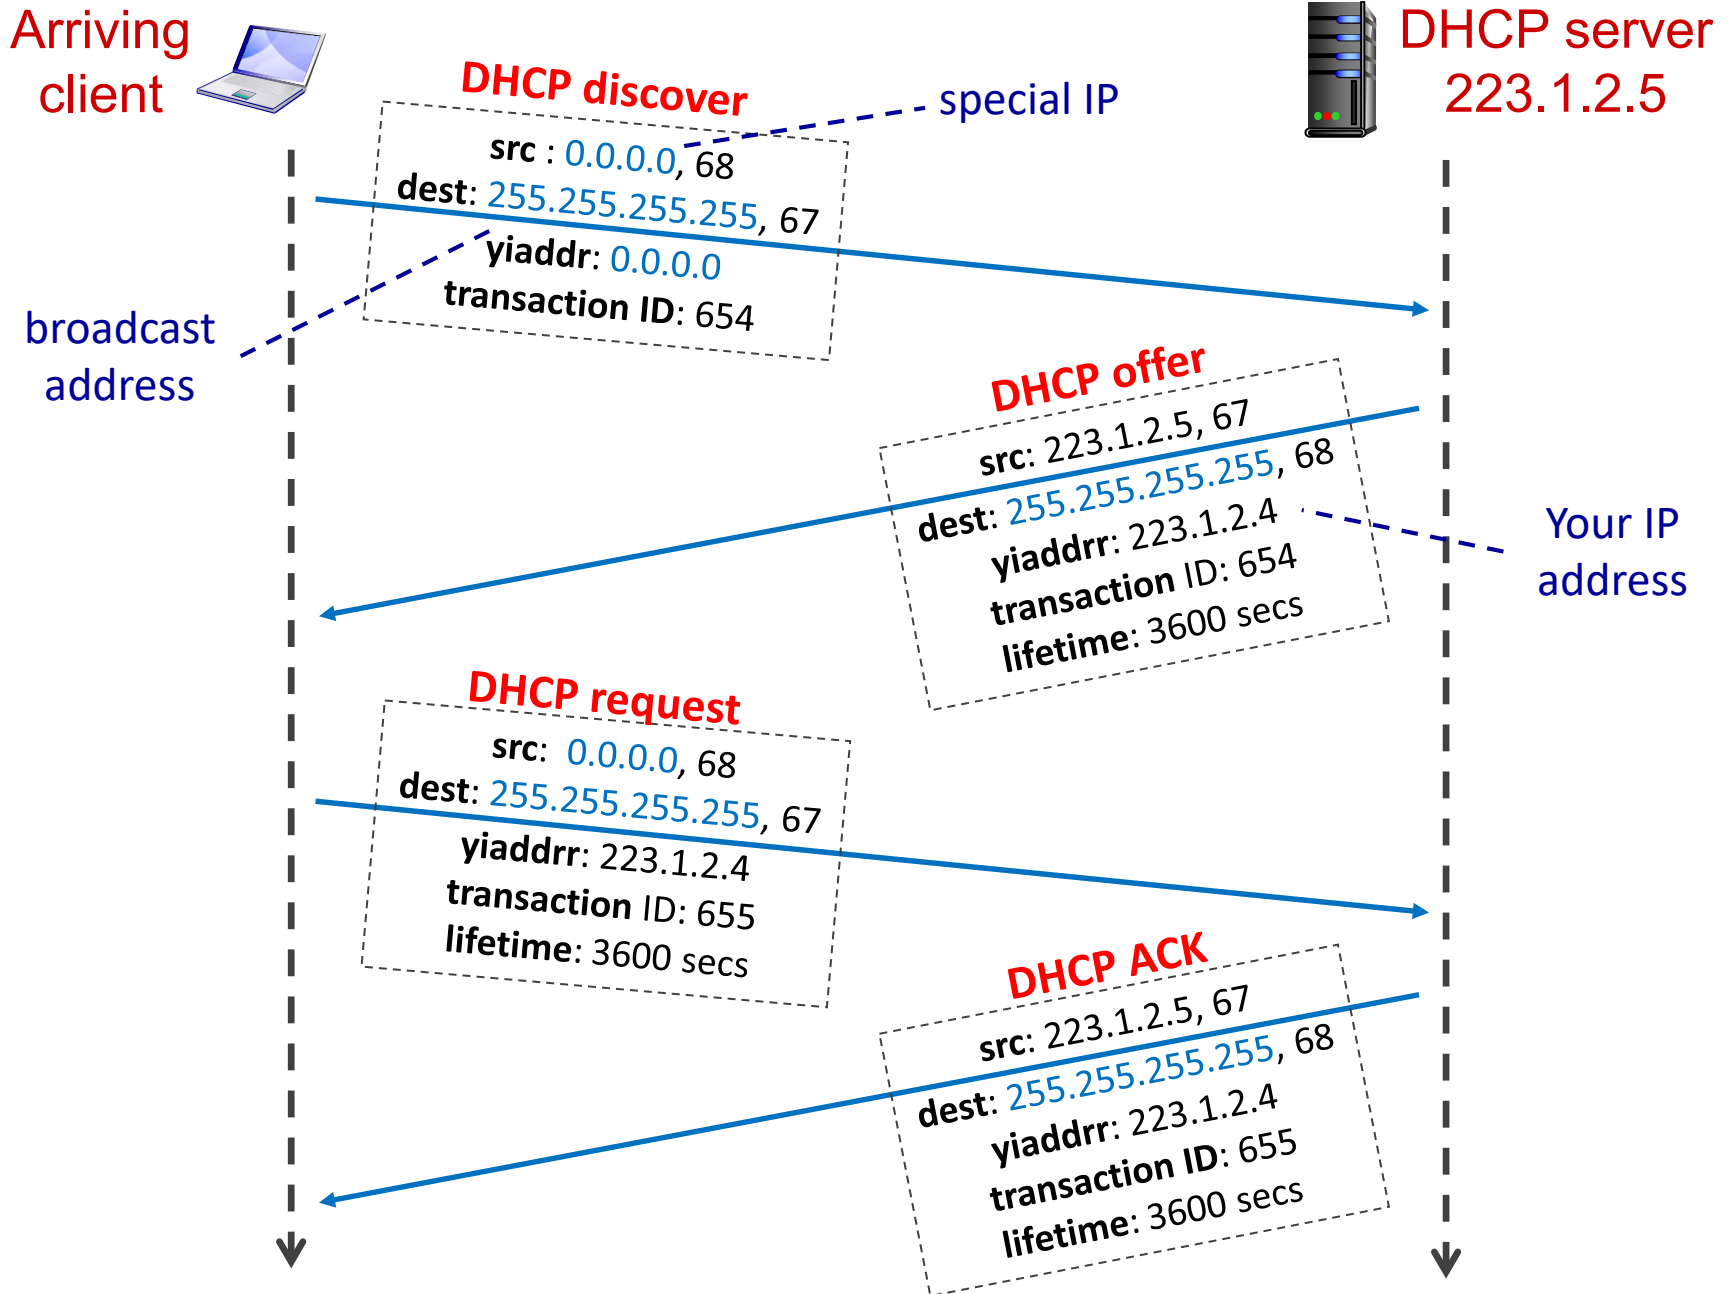 Arriving
client
DHCP server
223.1.2.5
DHCP discover
special IP
src : 0.0.0.0, 68
dest: 255.255.255.255, 67
yiaddr: 0.0.0.0
transaction ID: 654
broadcast
address
DHCP offer
src: 223.1.2.5, 67
dest: 255.255.255.255, 68
yiaddrr: 223.1.2.4
transaction ID: 654
lifetime: 3600 secs
Your IP
address
DHCP request
src: 0.0.0.0, 68
dest: 255.255.255.255, 67
yiaddrr: 223.1.2.4
transaction ID: 655
lifetime: 3600 secs
DHCP ACK
src: 223.1.2.5, 67
dest: 255.255.255.255, 68
yiaddrr: 223.1.2.4
transaction ID: 655
lifetime: 3600 secs